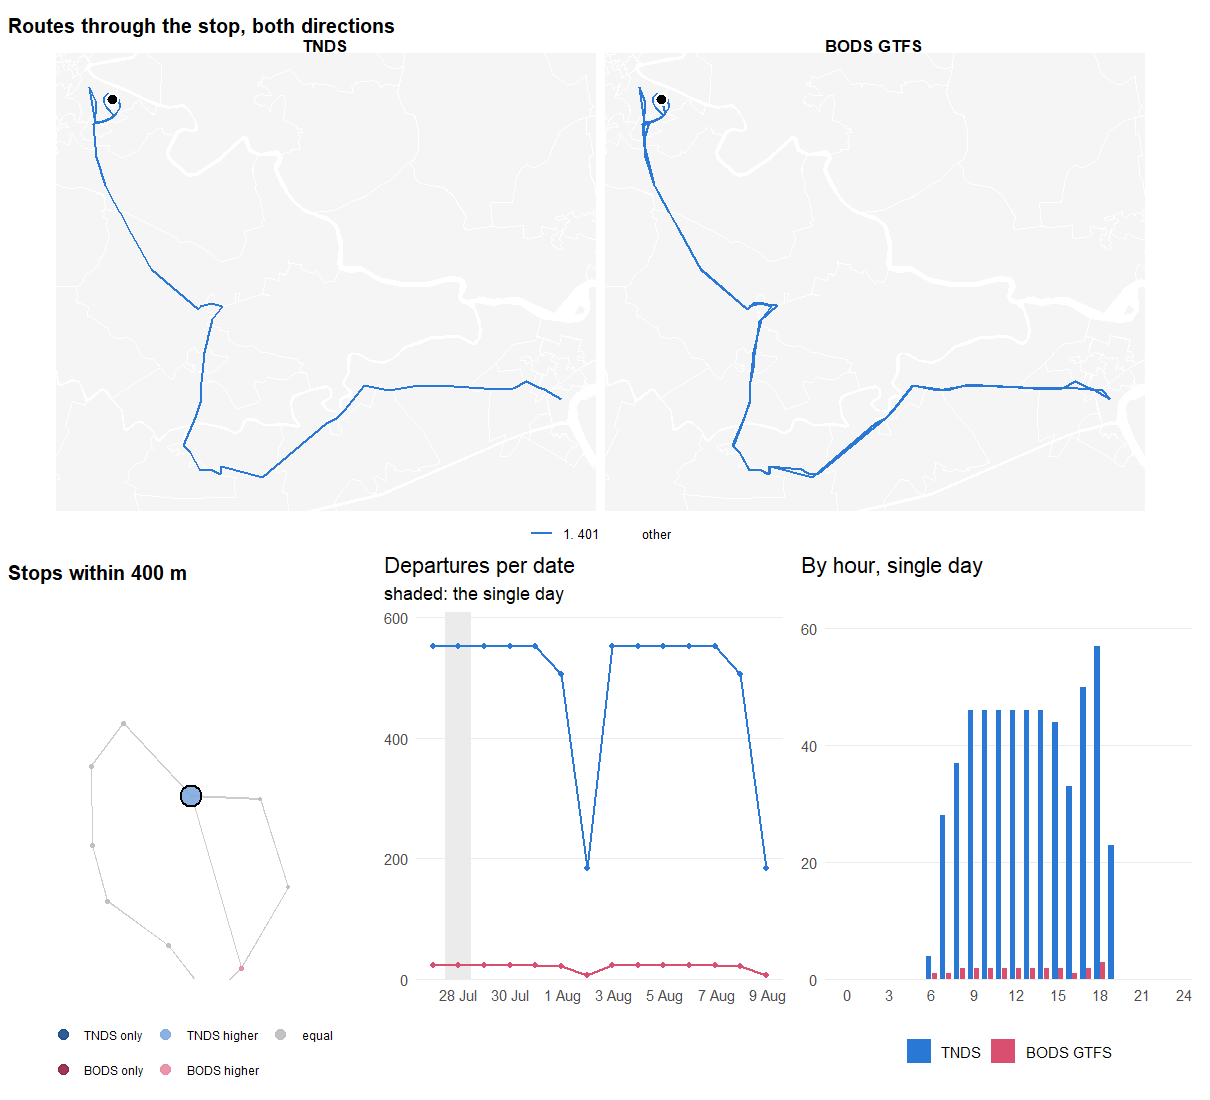 Routes through the stop, both directions
TNDS
BODS GTFS
1. 401
other
Stops within 400 m
TNDS only
TNDS higher
equal
BODS only
BODS higher
Departures per date
shaded: the single day
600
400
200
0
28 Jul
30 Jul
1 Aug
3 Aug
5 Aug
7 Aug
9 Aug
By hour, single day
60
40
20
0
0
3
6
9
12
15
18
21
24
TNDS
BODS GTFS